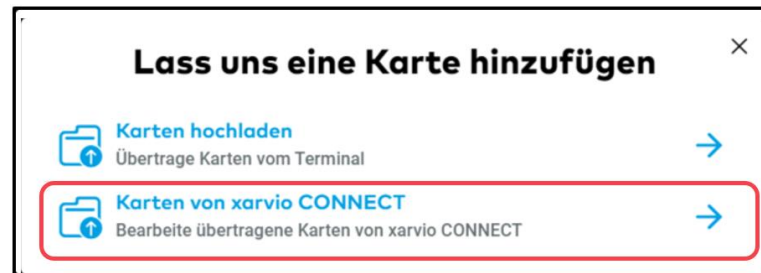 Lass uns eine Karte hinzufügen
Karten hochladen
Übertrage Karten vom Terminal
Karten von xarvio CONNECT
Bearbeite übertragene Karten von xarvio CONNECT